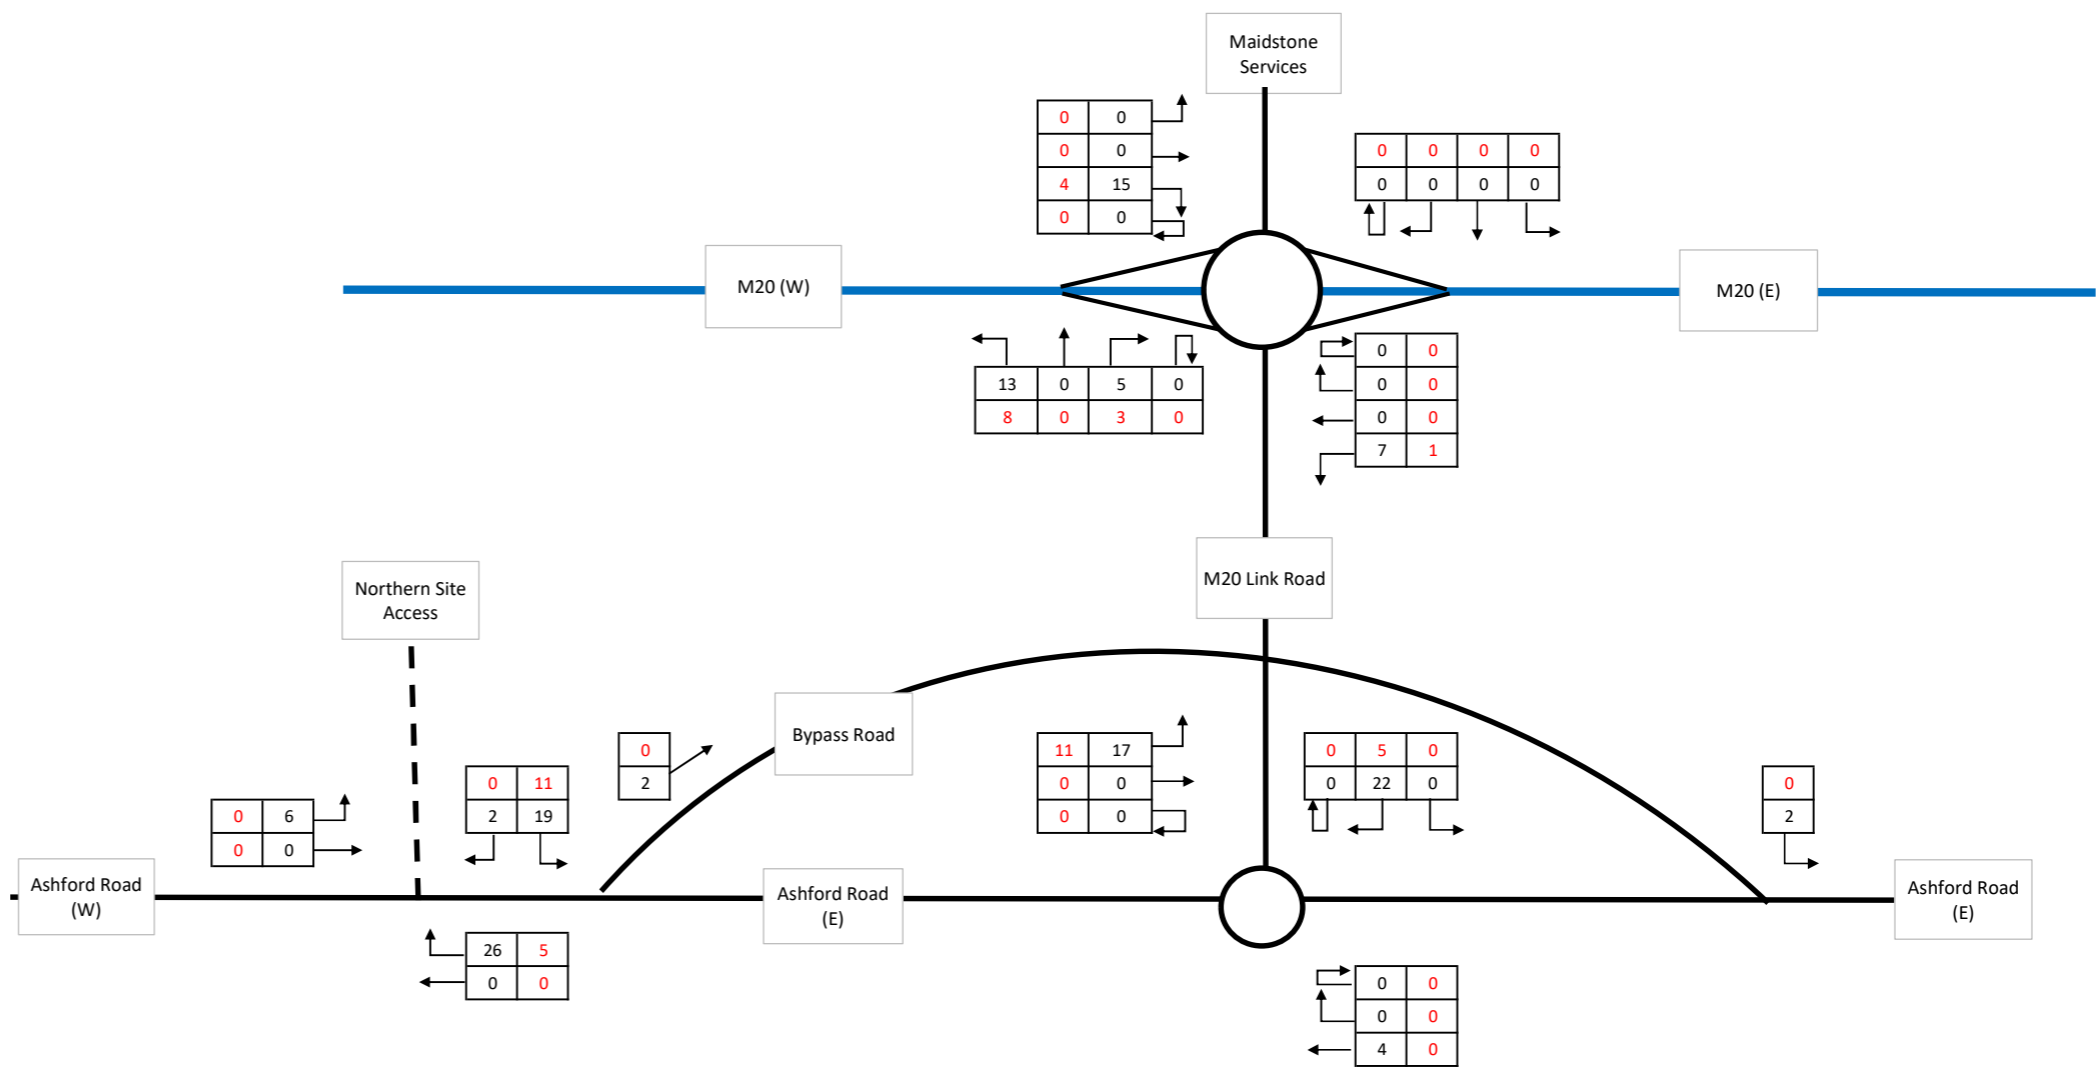 Maidstone
Services
0 0
0 0
4 15
0 0
0 0 0 0
0 0 0 0
M20 (W)
M20 (E)
13 0 5 0
8 0 3 0
0 0
0 0
0 0
7 1
M20 Link Road
Northern Site
Access
Bypass Road
0
2
0 11
2 19
0 6
0 0
11 17
0 0
0 0
0 5 0
0 22 0
0
2
Ashford Road
(W)
Ashford Road
(E)
Ashford Road
(E)
26 5
0 0
0 0
0 0
4 0